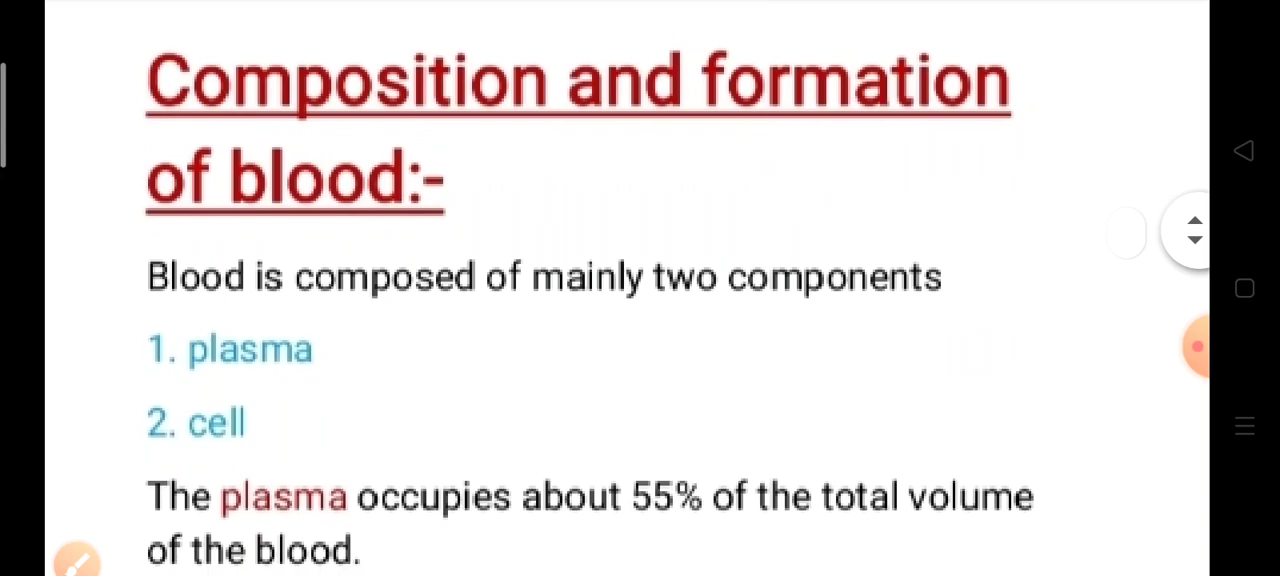 Composition and formation
of blood:-
Blood is composed of mainly two components
1. plasma
2. cell
The plasma occupies about 55% of the total volume
of the blood.